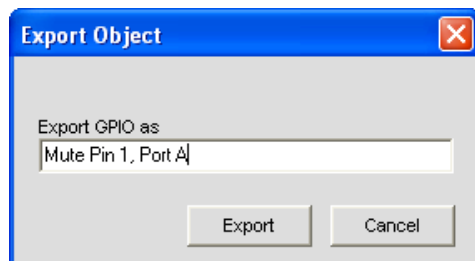 Export Object
Export GPIO as
Mute Pin 1, Port A
Export
Cancel